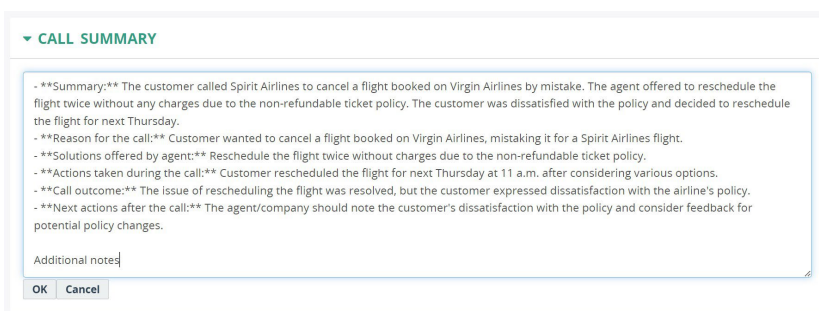 CALL SUMMARY
- **Summary:** The customer called Spirit Airlines to cancel a flight booked on Virgin Airlines by mistake. The agent offered to reschedule the
flight twice without any charges due to the non-refundable ticket policy. The customer was dissatisfied with the policy and decided to reschedule
the flight for next Thursday.
- **Reason for the call:** Customer wanted to cancel a flight booked on Virgin Airlines, mistaking it for a Spirit Airlines flight.
- **Solutions offered by agent:** Reschedule the flight twice without charges due to the non-refundable ticket policy.
- **Actions taken during the call:** Customer rescheduled the flight for next Thursday at 11 a.m. after considering various options.
- **Call outcome:** The issue of rescheduling the flight was resolved, but the customer expressed dissatisfaction with the airline's policy.
- **Next actions after the call:** The agent/company should note the customer's dissatisfaction with the policy and consider feedback for
potential policy changes.
Additional notes
OK Cancel